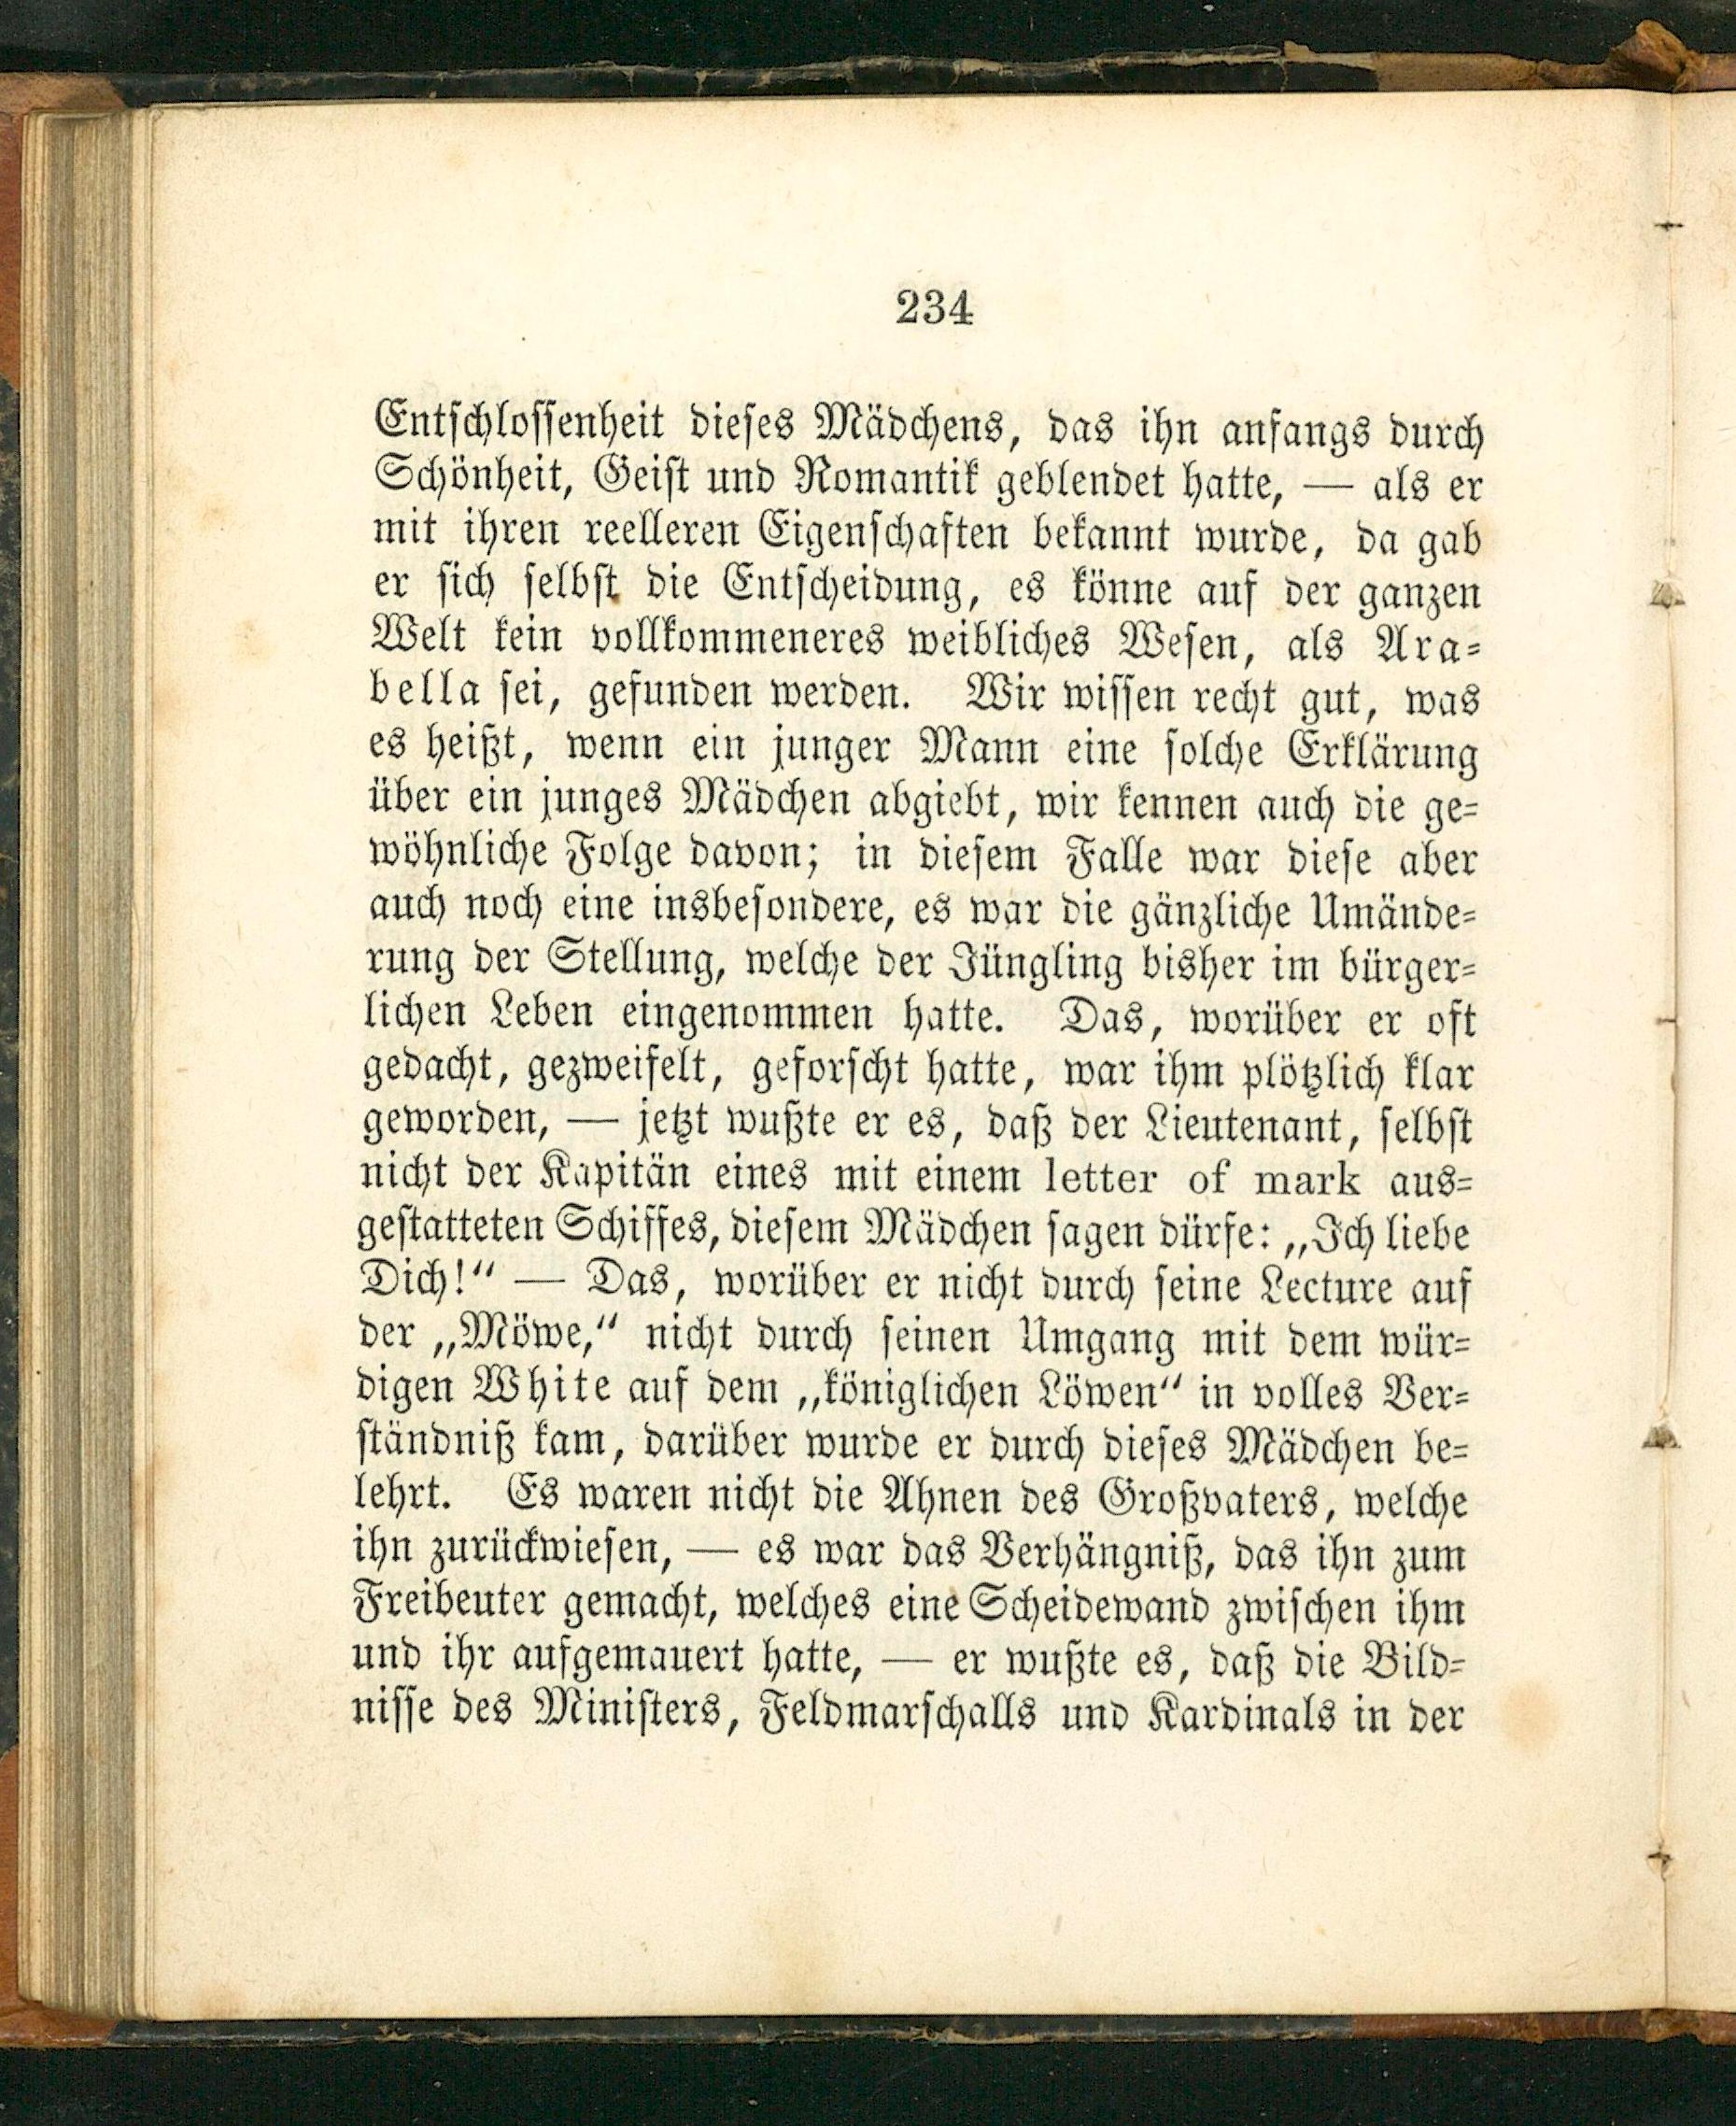 234
Entschlossenheit dieses Mädchens, das ihn anfangs durch
Schönheit, Geist und Romantik geblendet hatte, — als er
mit ihren reelleren Eigenschaften bekannt wurde, da gab
er sich selbst die Entscheidung, es könne auf der ganzen
Welt kein vollkommeneres weibliches Wesen, als Ara-
bella sei, gefunden werden. Wir wissen recht gut, was
es heißt, wenn ein junger Mann eine solche Erklärung
über ein junges Mädchen abgiebt, wir kennen auch die ge-
wöhnliche Folge davon; in diesem Falle war diese aber
auch noch eine insbesondere, es war die gänzliche Umände-
rung der Stellung, welche der Jüngling bisher im bürger-
lichen Leben eingenommen hatte. Das, worüber er oft
gedacht, gezweifelt, geforscht hatte, war ihm plötzlich klar
geworden, — jetzt wußte er es, daß der Lieutenant, selbst
nicht der Kapitän eines mit einem letter of mark aus-
gestatteten Schiffes, diesem Mädchen sagen dürfe: „Ich liebe
Dich!“ — Das, worüber er nicht durch seine Lecture auf
der „Möwe,“ nicht durch seinen Umgang mit dem wür-
digen White auf dem „königlichen Löwen“ in volles Ver-
ständniß kam, darüber wurde er durch dieses Mädchen be-
lehrt. Es waren nicht die Ahnen des Großvaters, welche
ihn zurückwiesen, — es war das Verhängniß, das ihn zum
Freibeuter gemacht, welches eine Scheidewand zwischen ihm
und ihr aufgemauert hatte, — er wußte es, daß die Bild-
nisse des Ministers, Feldmarschalls und Kardinals in der